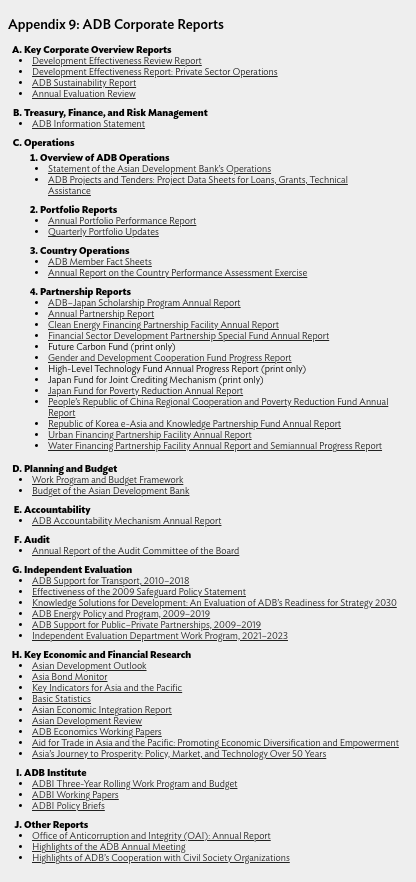 Appendix 9: ADB Corporate Reports
A. Key Corporate Overview Reports
• Development Effectiveness Review Report
• Development Effectiveness Report: Private Sector Operations
• ADB Sustainability Report
• Annual Evaluation Review
B. Treasury, Finance, and Risk Management
• ADB Information Statement
C. Operations
1. Overview of ADB Operations
• Statement of the Asian Development Bank's Operations
• ADB Projects and Tenders: Project Data Sheets for Loans, Grants, Technical
Assistance
2. Portfolio Reports
• Annual Portfolio Performance Report
• Quarterly Portfolio Updates
3. Country Operations
• ADB Member Fact Sheets
• Annual Report on the Country Performance Assessment Exercise
4. Partnership Reports
• ADB–Japan Scholarship Program Annual Report
• Annual Partnership Report
• Clean Energy Financing Partnership Facility Annual Report
• Financial Sector Development Partnership Special Fund Annual Report
• Future Carbon Fund (print only)
• Gender and Development Cooperation Fund Progress Report
• High-Level Technology Fund Annual Progress Report (print only)
• Japan Fund for Joint Crediting Mechanism (print only)
• Japan Fund for Poverty Reduction Annual Report
• People's Republic of China Regional Cooperation and Poverty Reduction Fund Annual
Report
• Republic of Korea e-Asia and Knowledge Partnership Fund Annual Report
• Urban Financing Partnership Facility Annual Report
• Water Financing Partnership Facility Annual Report and Semiannual Progress Report
D. Planning and Budget
• Work Program and Budget Framework
• Budget of the Asian Development Bank
E. Accountability
• ADB Accountability Mechanism Annual Report
F. Audit
• Annual Report of the Audit Committee of the Board
G. Independent Evaluation
• ADB Support for Transport, 2010–2018
• Effectiveness of the 2009 Safeguard Policy Statement
• Knowledge Solutions for Development: An Evaluation of ADB's Readiness for Strategy 2030
• ADB Energy Policy and Program, 2009–2019
• ADB Support for Public–Private Partnerships, 2009–2019
• Independent Evaluation Department Work Program, 2021–2023
H. Key Economic and Financial Research
• Asian Development Outlook
• Asia Bond Monitor
• Key Indicators for Asia and the Pacific
• Basic Statistics
• Asian Economic Integration Report
• Asian Development Review
• ADB Economics Working Papers
• Aid for Trade in Asia and the Pacific: Promoting Economic Diversification and Empowerment
• Asia's Journey to Prosperity: Policy, Market, and Technology Over 50 Years
I. ADB Institute
• ADBI Three-Year Rolling Work Program and Budget
• ADBI Working Papers
• ADBI Policy Briefs
J. Other Reports
• Office of Anticorruption and Integrity (OAI): Annual Report
• Highlights of the ADB Annual Meeting
• Highlights of ADB's Cooperation with Civil Society Organizations